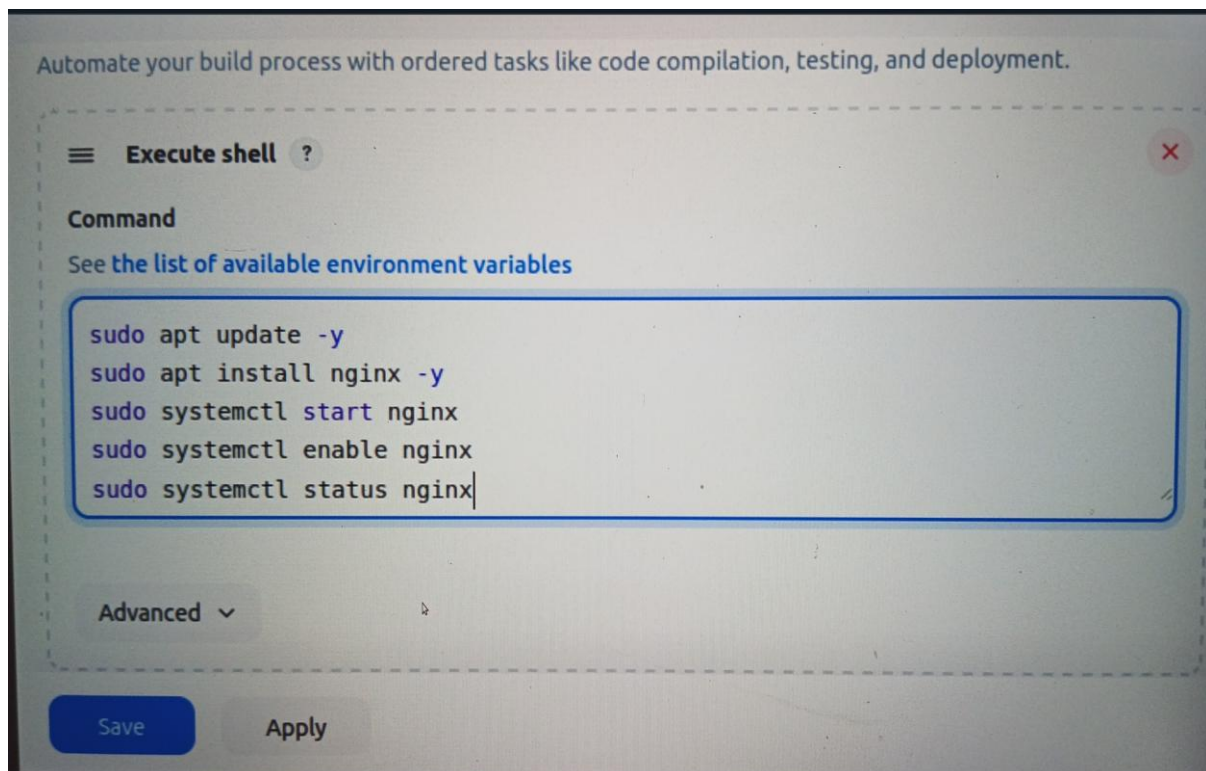 Automate your build process with ordered tasks like code compilation, testing, and deployment.
Execute shell ?
Command
See the list of available environment variables
sudo apt update -y
sudo apt install nginx -y
sudo systemctl start nginx
sudo systemctl enable nginx
sudo systemctl status nginx
Advanced
Save Apply